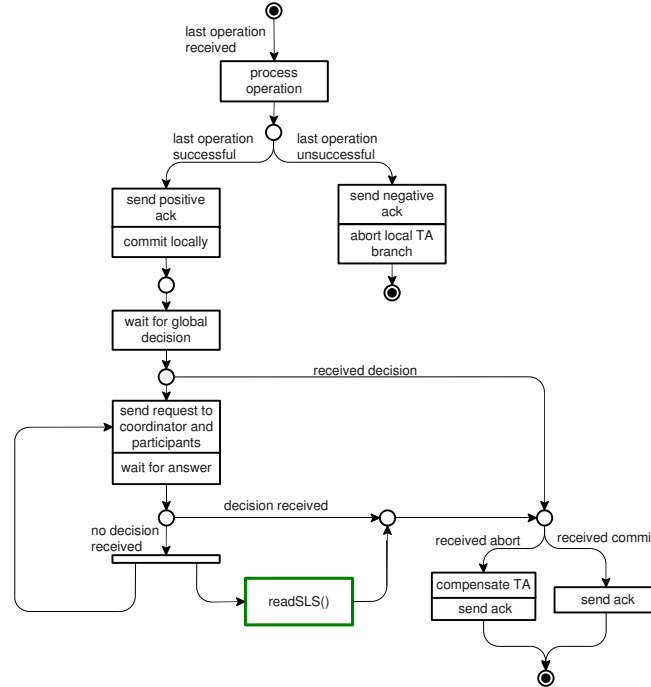 last operation
received
process
operation
last operation
successful
last operation
unsuccessful
send positive
ack
commit locally
send negative
ack
abort local TA
branch
wait for global
decision
received decision
send request to
coordinator and
participants
wait for answer
decision received
no decision
received
readSLS()
received abort
received commi
compensate TA
send ack
send ack